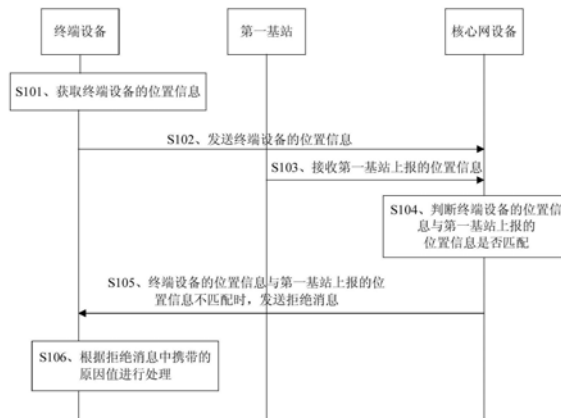 终端设备
第一基站
核心网设备
S101、获取终端设备的位置信息
S102、发送终端设备的位置信息
S103、接收第一基站上报的位置信息
S104、判断终端设备的位置信
息与第一基站上报的
位置信息是否匹配
S105、终端设备的位置信息与第一基站上报的位
置信息不匹配时，发送拒绝消息
S106、根据拒绝消息中携带的
原因值进行处理